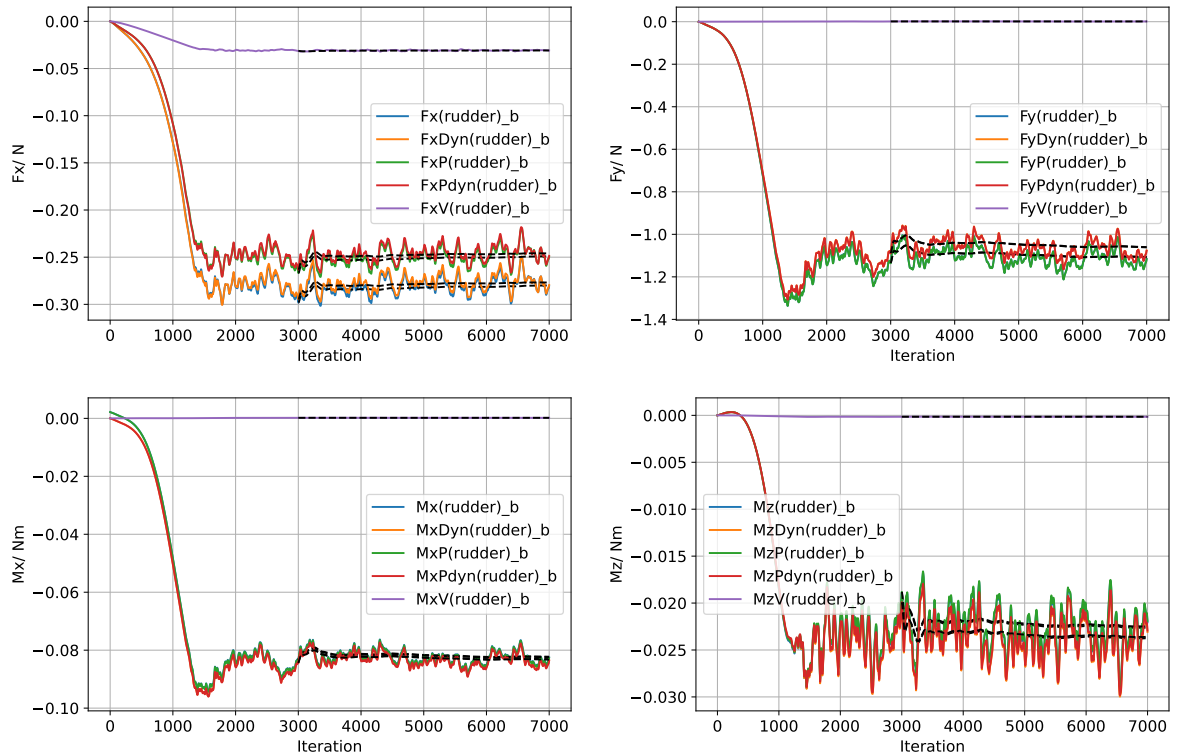 0.00
−0.05
−0.10
−0.15
−0.20
−0.25
−0.30
Fx/ N
Fx(rudder)_b
FxDyn(rudder)_b
FxP(rudder)_b
FxPdyn(rudder)_b
FxV(rudder)_b
0 1000 2000 3000 4000 5000 6000 7000
Iteration
0.0
−0.2
−0.4
−0.6
−0.8
−1.0
−1.2
−1.4
Fy/ N
Fy(rudder)_b
FyDyn(rudder)_b
FyP(rudder)_b
FyPdyn(rudder)_b
FyV(rudder)_b
0 1000 2000 3000 4000 5000 6000 7000
Iteration
0.00
−0.02
−0.04
−0.06
−0.08
−0.10
Mx/ Nm
Mx(rudder)_b
MxDyn(rudder)_b
MxP(rudder)_b
MxPdyn(rudder)_b
MxV(rudder)_b
0 1000 2000 3000 4000 5000 6000 7000
Iteration
0.000
−0.005
−0.010
−0.015
−0.020
−0.025
−0.030
Mz/ Nm
Mz(rudder)_b
MzDyn(rudder)_b
MzP(rudder)_b
MzPdyn(rudder)_b
MzV(rudder)_b
0 1000 2000 3000 4000 5000 6000 7000
Iteration